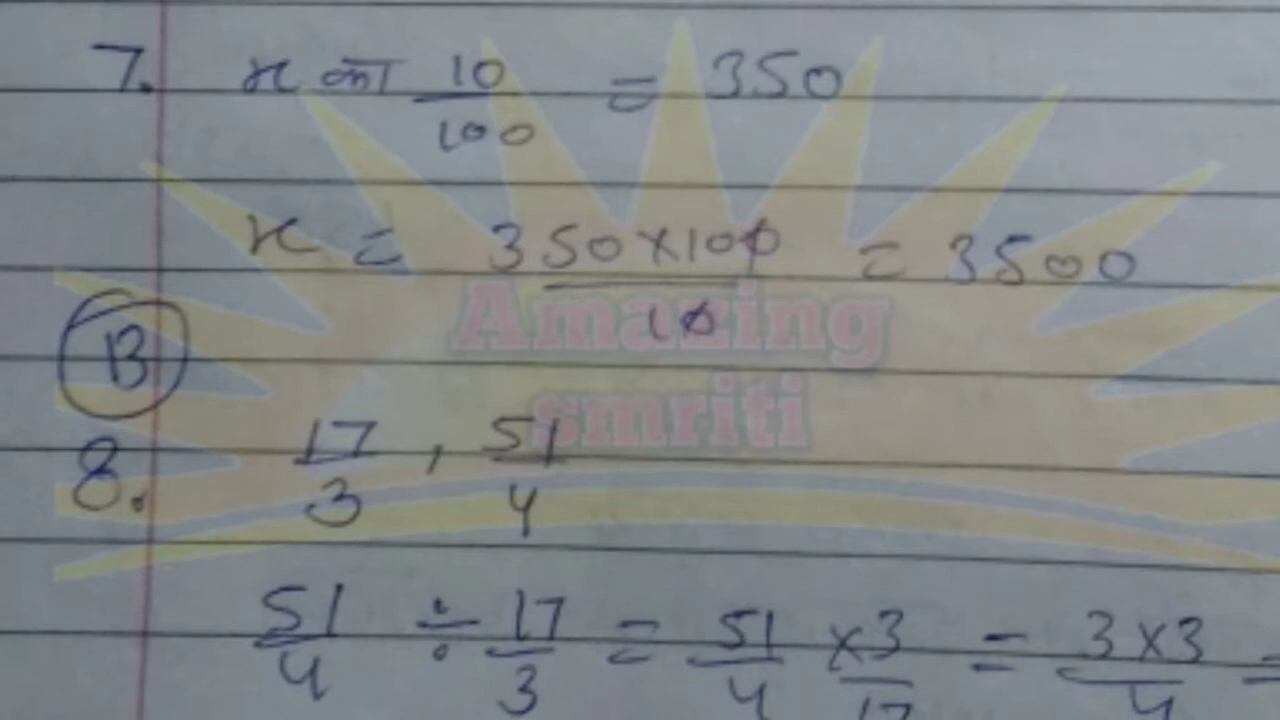 7. x का 10/100 = 350
x = 350×100/10 = 3500
Amazing
smriti
B
8. 17/3 , 51/4
51/4 ÷ 17/3 = 51/4 × 3/17 = 3×3/4 =